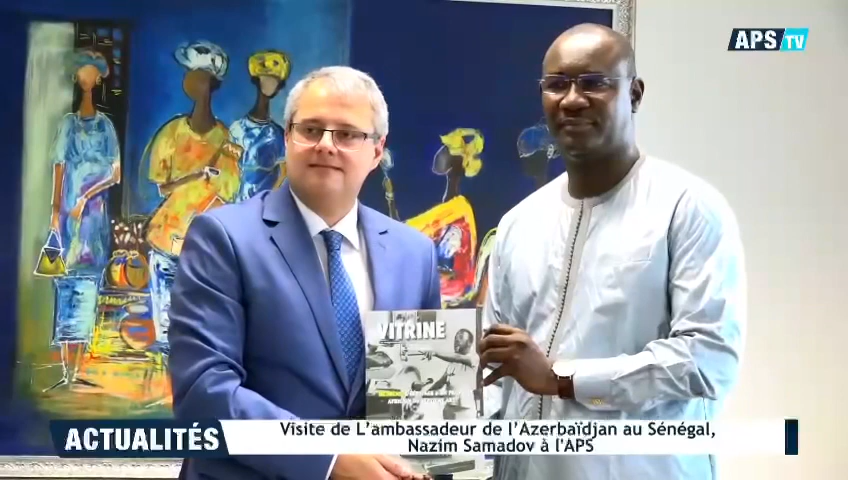 APS TV
VITRINE
ACTUALITÉS
Visite de L'ambassadeur de l'Azerbaïdjan au Sénégal,
Nazim Samadov à l'APS